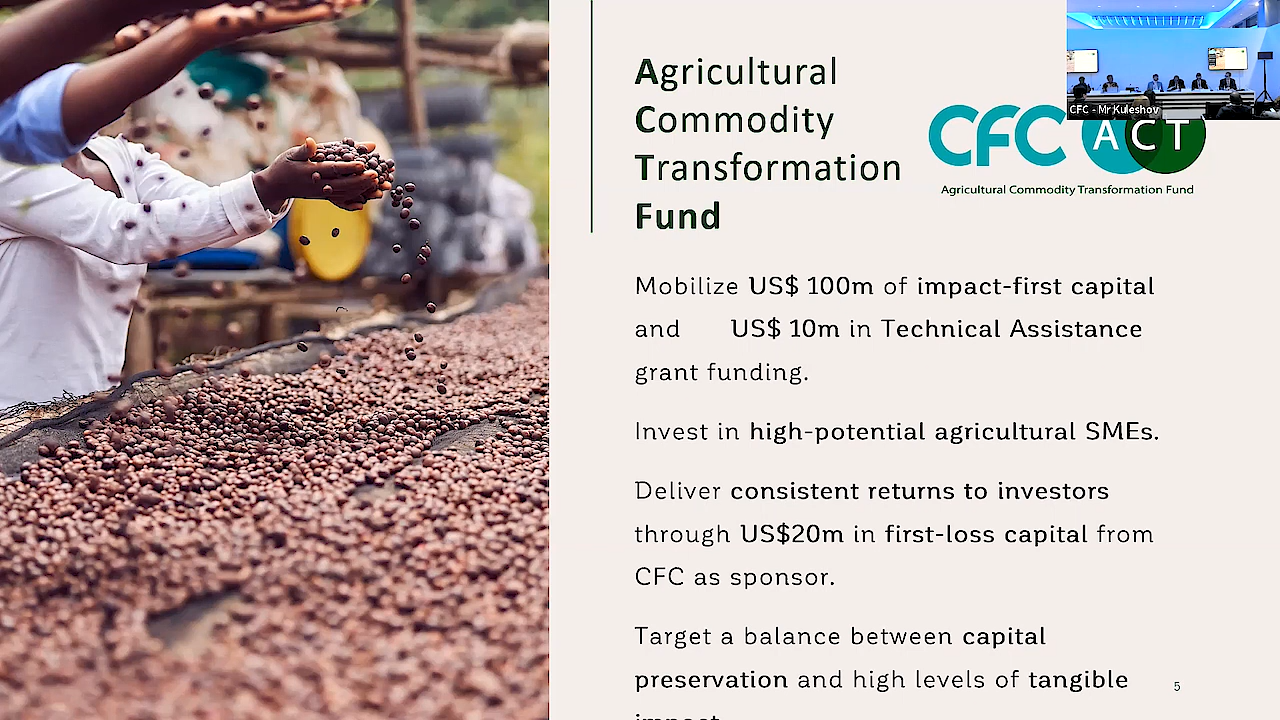 Agricultural
Commodity
Transformation
Fund
CFC ACT
Agricultural Commodity Transformation Fund
CFC - Mr Kuleshov
Mobilize US$ 100m of impact-first capital
and US$ 10m in Technical Assistance
grant funding.
Invest in high-potential agricultural SMEs.
Deliver consistent returns to investors
through US$20m in first-loss capital from
CFC as sponsor.
Target a balance between capital
preservation and high levels of tangible
impact.
5